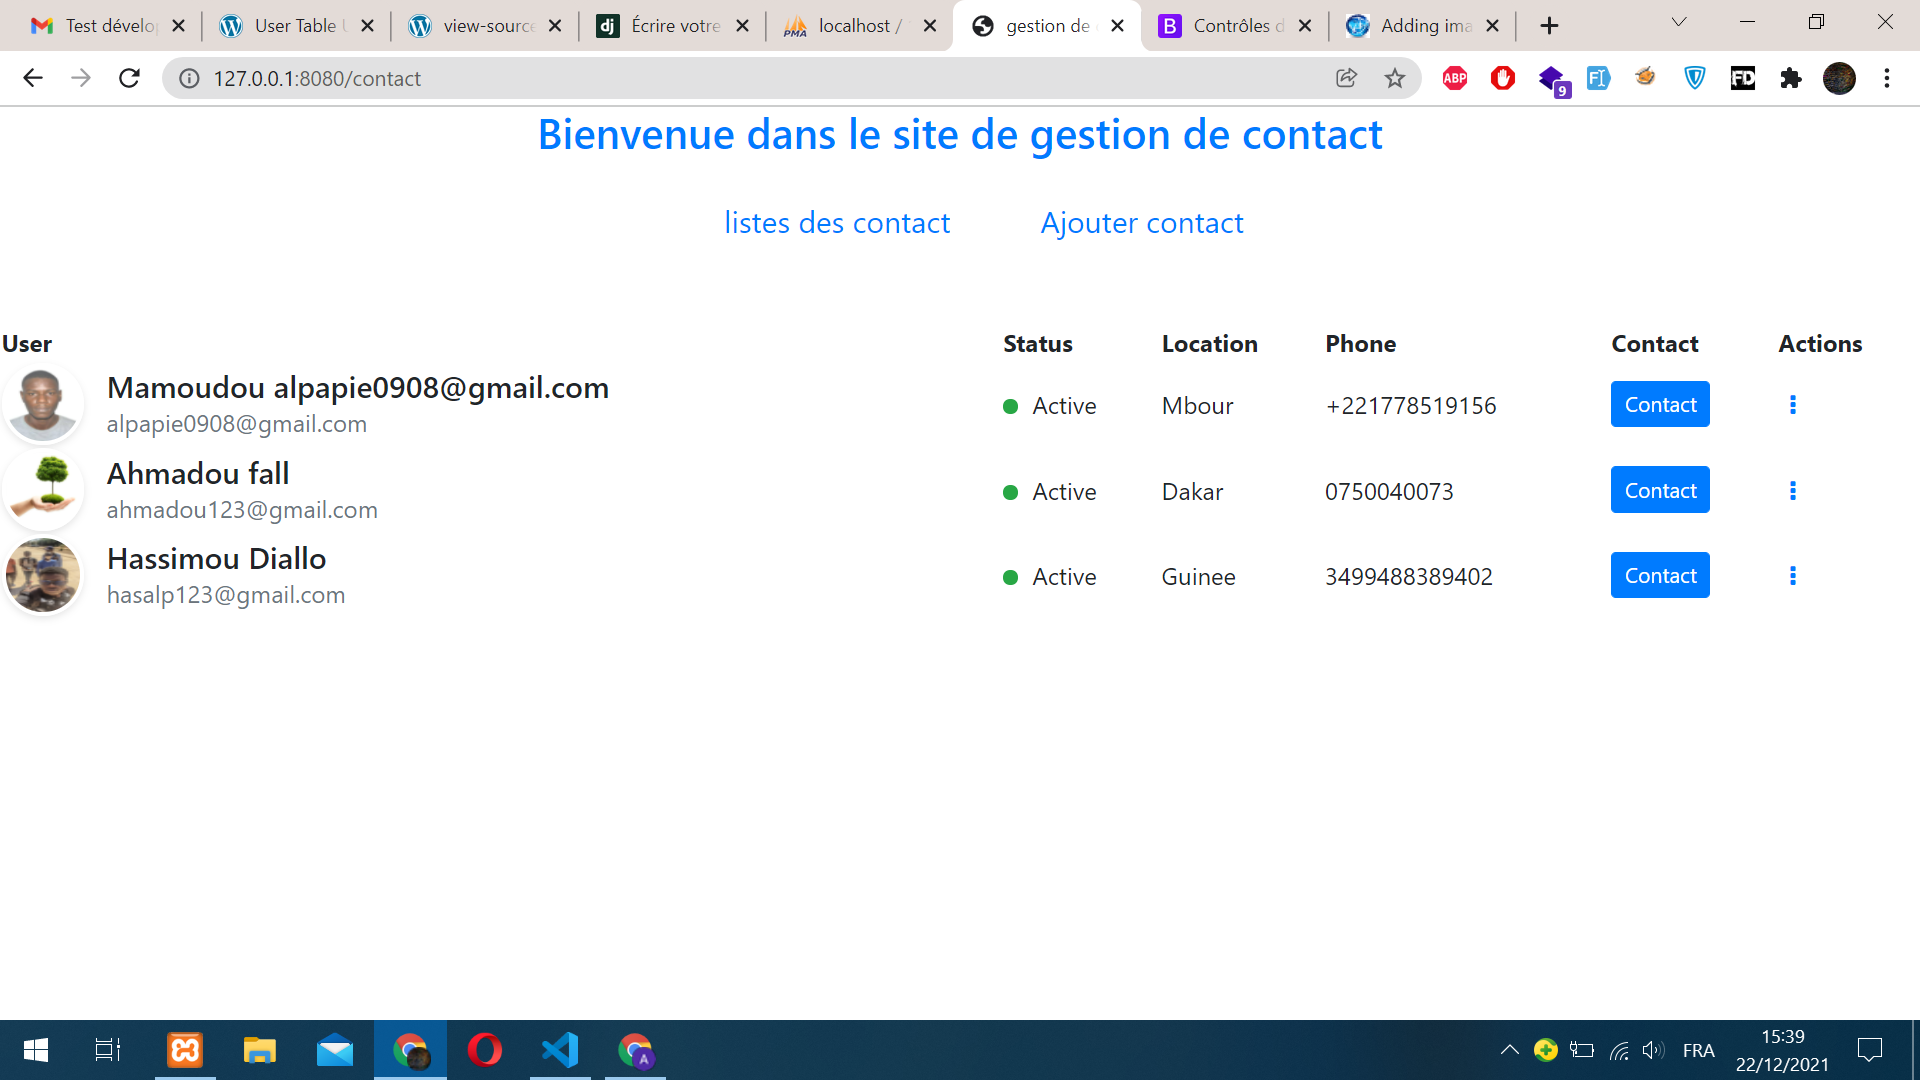 Test dévelo
User Table U
view-source
Écrire votre
localhost /
gestion de
Contrôles d
Adding ima
127.0.0.1:8080/contact
ABP
9
FD
Bienvenue dans le site de gestion de contact
listes des contact Ajouter contact
User Status Location Phone Contact Actions
Mamoudou alpapie0908@gmail.com
alpapie0908@gmail.com
Active Mbour +221778519156 Contact
Ahmadou fall
ahmadou123@gmail.com
Active Dakar 0750040073 Contact
Hassimou Diallo
hasalp123@gmail.com
Active Guinee 3499488389402 Contact
A
FRA
15:39
22/12/2021